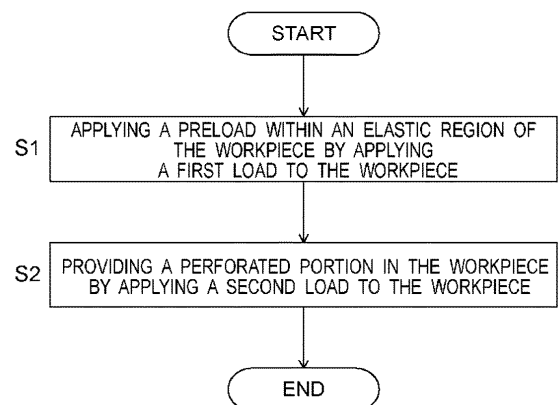 START
S1
APPLYING A PRELOAD WITHIN AN ELASTIC REGION OF
THE WORKPIECE BY APPLYING
A FIRST LOAD TO THE WORKPIECE
S2
PROVIDING A PERFORATED PORTION IN THE WORKPIECE
BY APPLYING A SECOND LOAD TO THE WORKPIECE
END